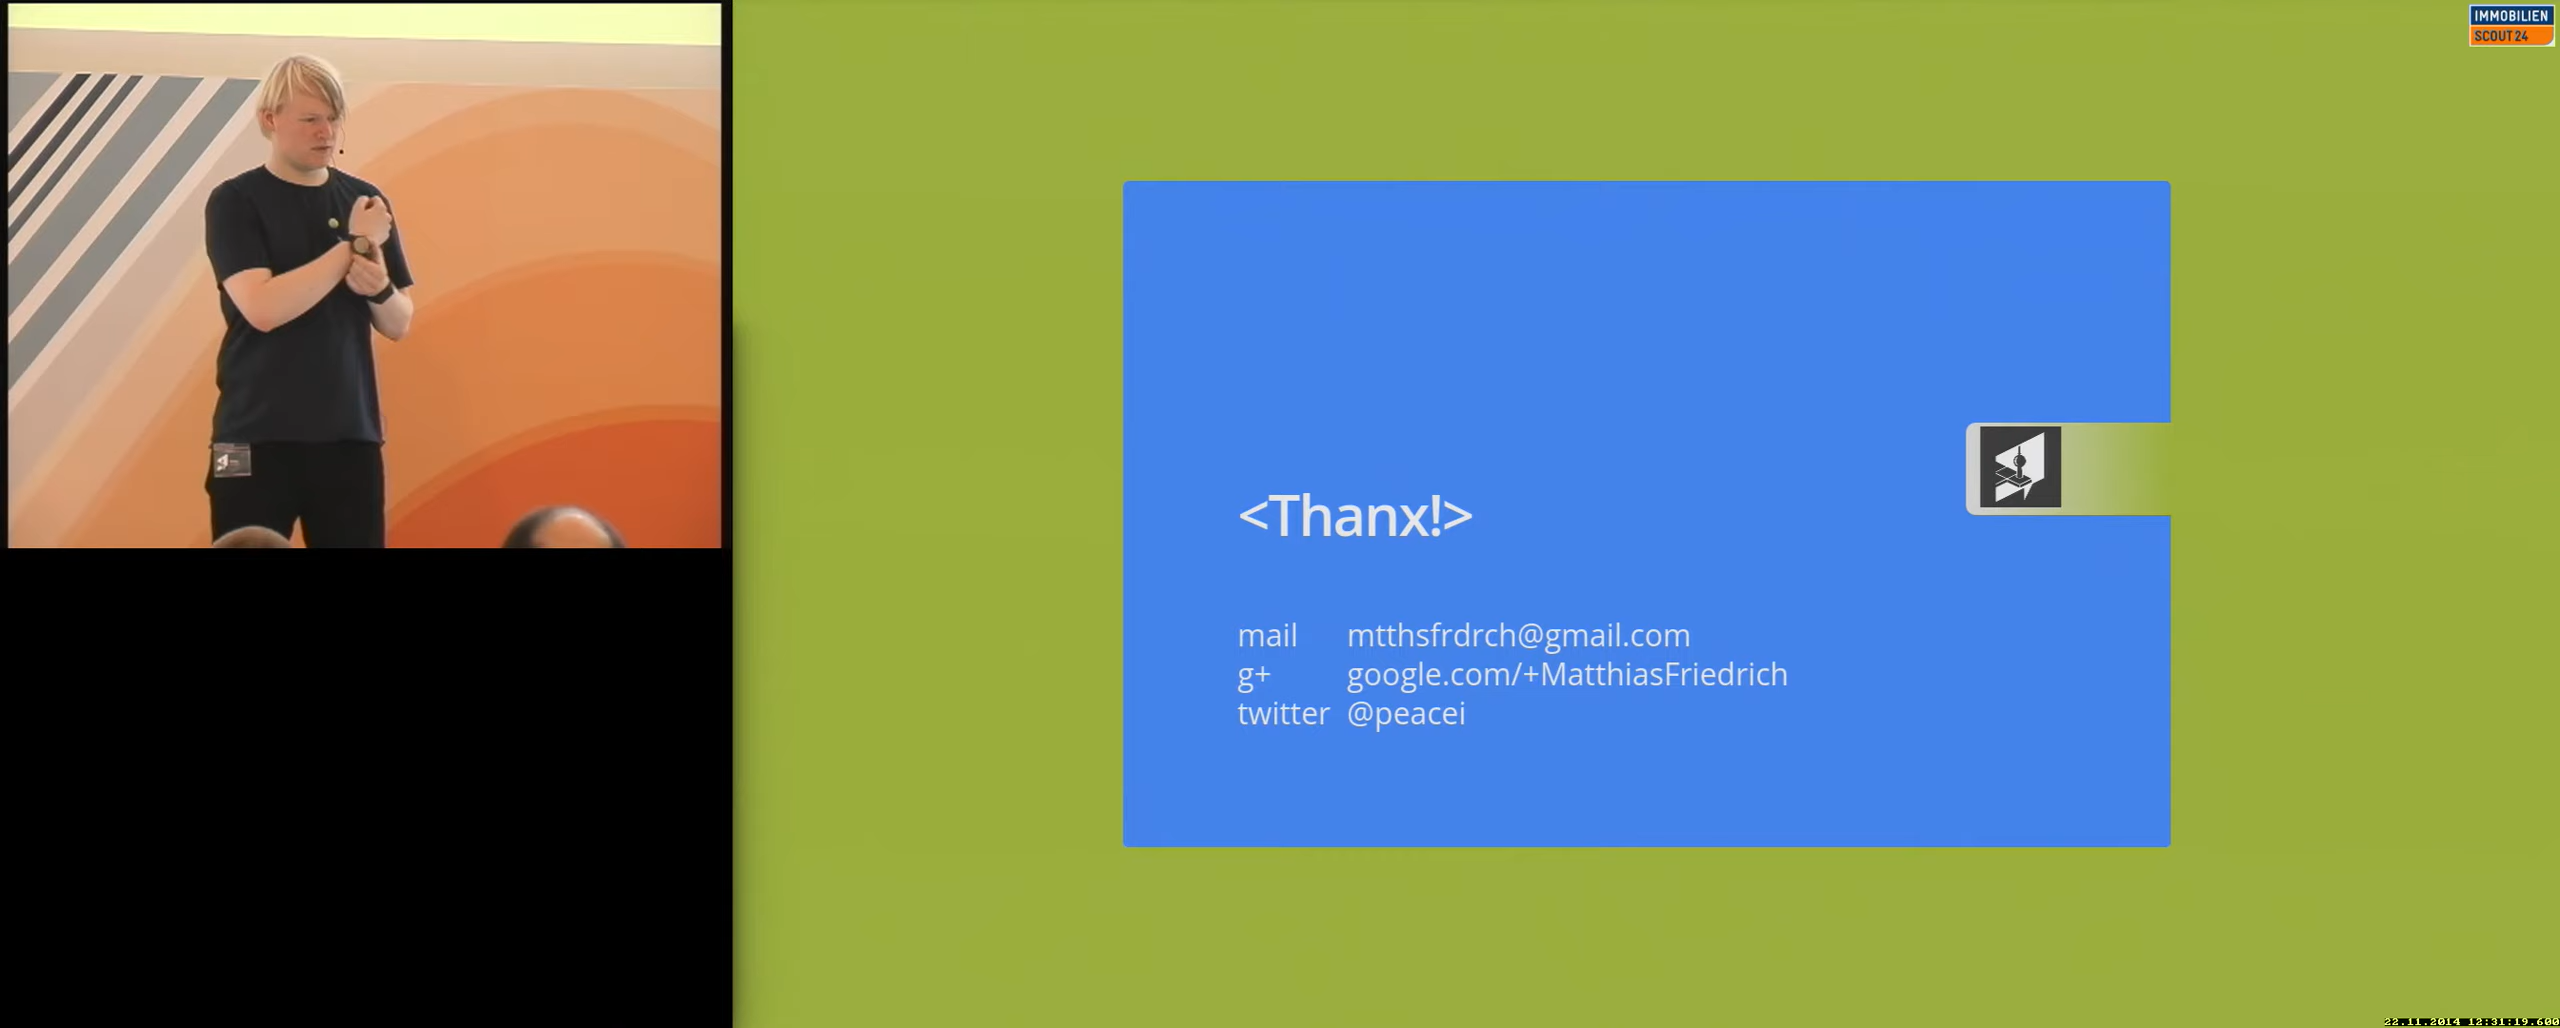 IMMOBILIEN
SCOUT24
<Thanx!>
mail mtthsfrdrch@gmail.com
g+ google.com/+MatthiasFriedrich
twitter @peacei
22.11.2014 12:31:19.600